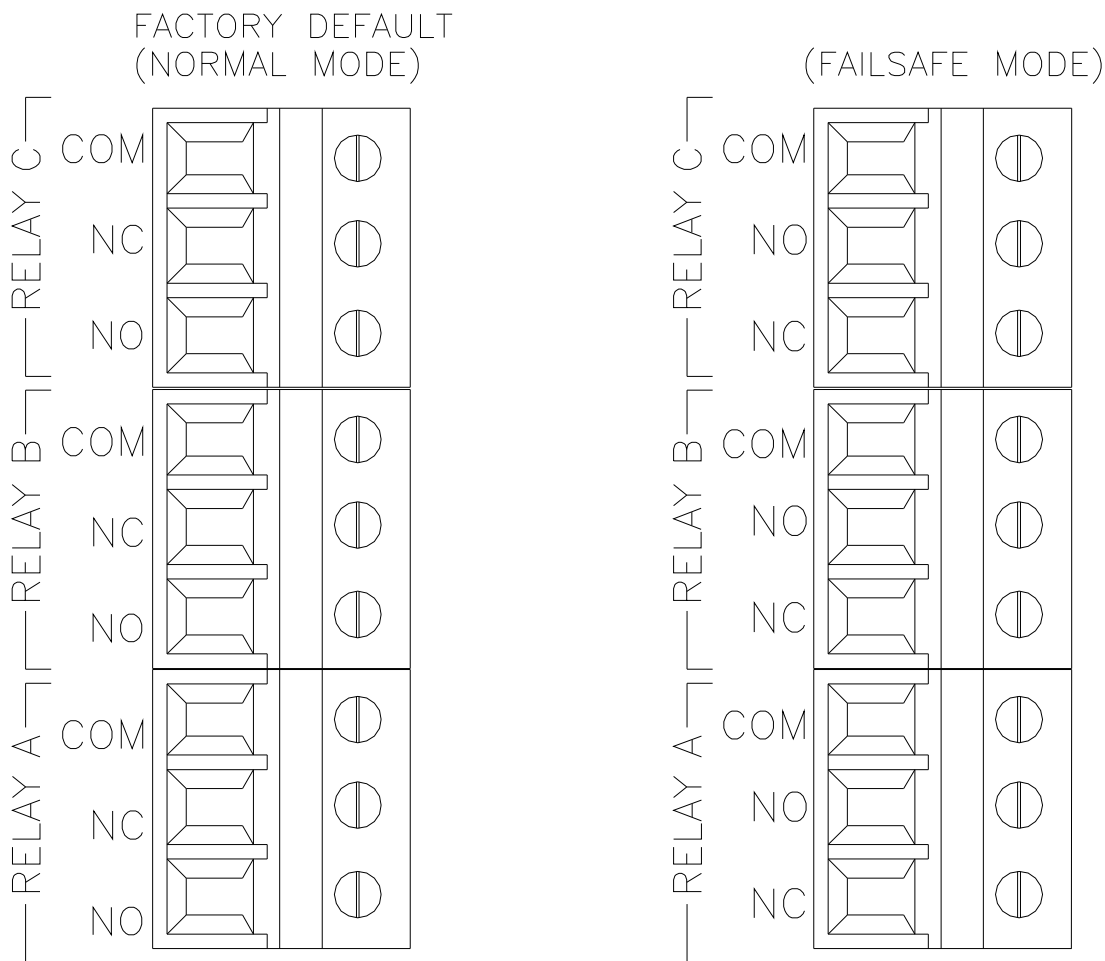 FACTORY DEFAULT
(NORMAL MODE)
RELAY C
COM
NC
NO
RELAY B
COM
NC
NO
RELAY A
COM
NC
NO
(FAILSAFE MODE)
RELAY C
COM
NO
NC
RELAY B
COM
NO
NC
RELAY A
COM
NO
NC